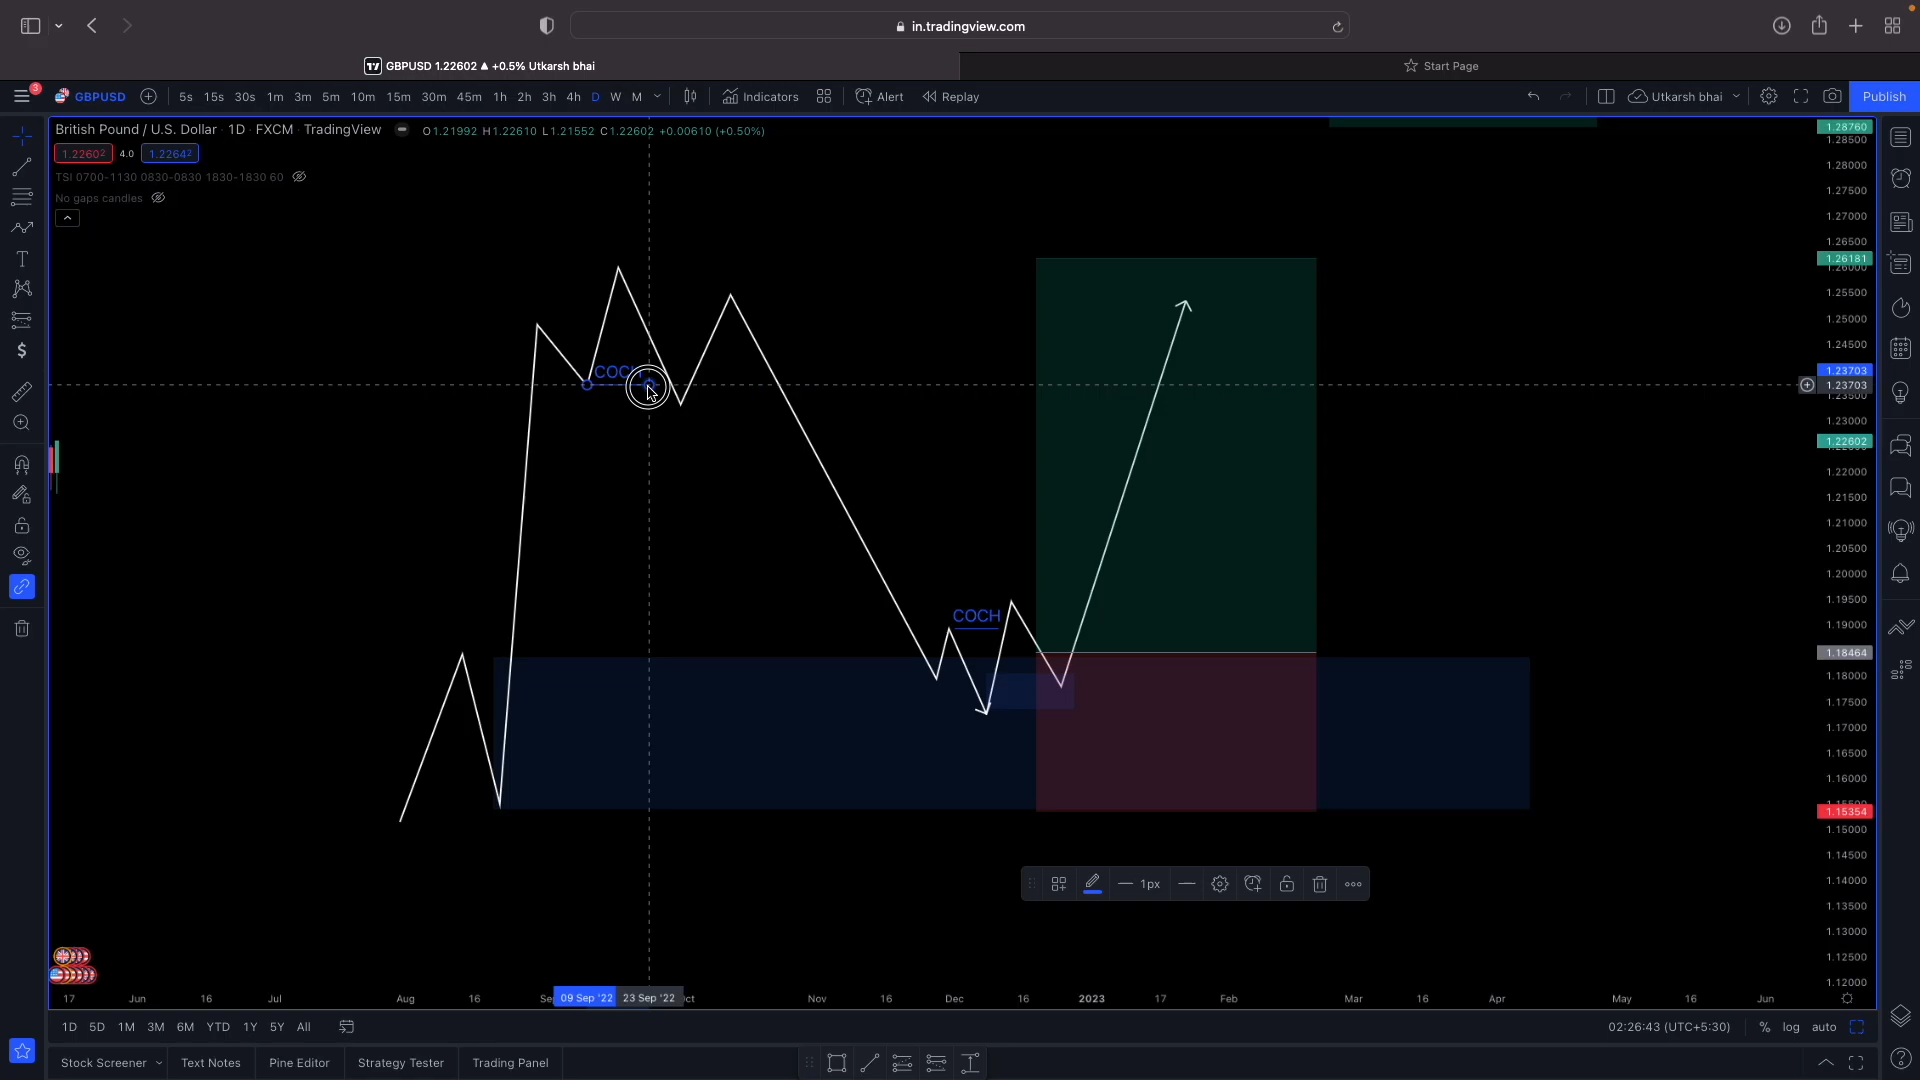 in.tradingview.com
GBPUSD 1.22602 ▲ +0.5% Utkarsh bhai
Start Page
3
GBPUSD 5s 15s 30s 1m 3m 5m 10m 15m 30m 45m 1h 2h 3h 4h D W M Indicators Alert Replay Utkarsh bhai Publish
British Pound / U.S. Dollar 1D · FXCM · TradingView O1.21992 H1.22610 L1.21552 C1.22602 +0.00610 (+0.50%)
1.22602 4.0 1.22642
TSI 0700-1130 0830-0830 1830-1830 60
No gaps candles
COCH
COCH
1.28760
1.28500
1.28000
1.27500
1.27000
1.26500
1.26181
1.26000
1.25500
1.25000
1.24500
1.23703
1.23703
1.23500
1.23000
1.22602
1.22000
1.21500
1.21000
1.20500
1.20000
1.19500
1.19000
1.18464
1.18000
1.17500
1.17000
1.16500
1.16000
1.15354
1.15000
1.14500
1.14000
1.13500
1.13000
1.12500
1.12000
1px
17 Jun 16 Jul Aug 16 09 Sep '22 23 Sep '22 Nov 16 Dec 16 2023 17 Feb Mar 16 Apr May 16 Jun
1D 5D 1M 3M 6M YTD 1Y 5Y All 02:26:43 (UTC+5:30) % log auto
Stock Screener Text Notes Pine Editor Strategy Tester Trading Panel